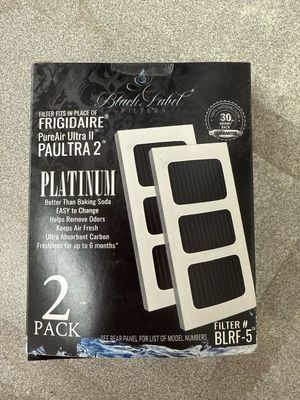 Black Label
FILTERS
FILTER FITS IN PLACE OF
FRIGIDAIRE®
PureAir Ultra II
PAULTRA 2™
30
GUARANTEE
PLATINUM
Better Than Baking Soda
EASY to Change
Helps Remove Odors
Keeps Air Fresh
Ultra Absorbant Carbon
Freshness for up to 6 months*
2
PACK
SEE REAR PANEL FOR LIST OF MODEL NUMBERS
FILTER #
BLRF-5